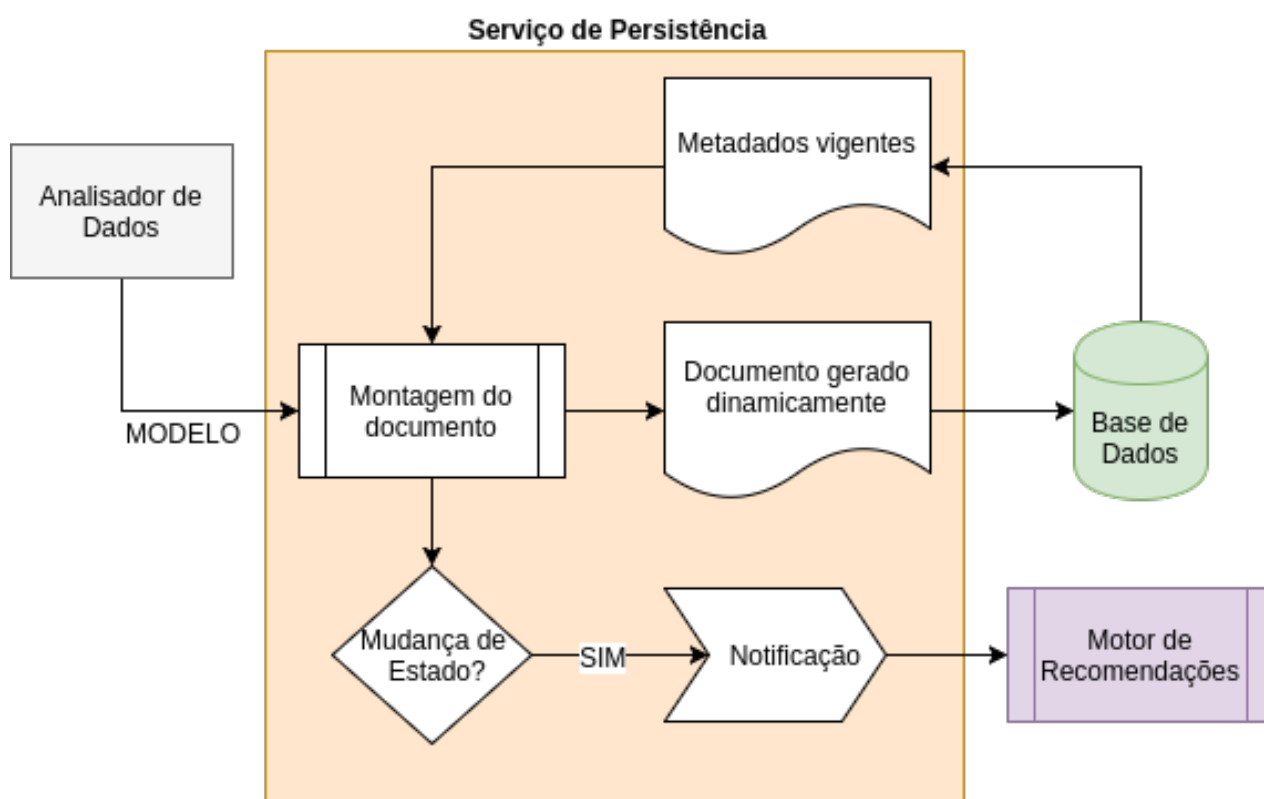 Serviço de Persistência
Metadados vigentes
Analisador de
Dados
Documento gerado
dinamicamente
Montagem do
documento
MODELO
Base de
Dados
Mudança de
Estado?
SIM
Notificação
Motor de
Recomendações